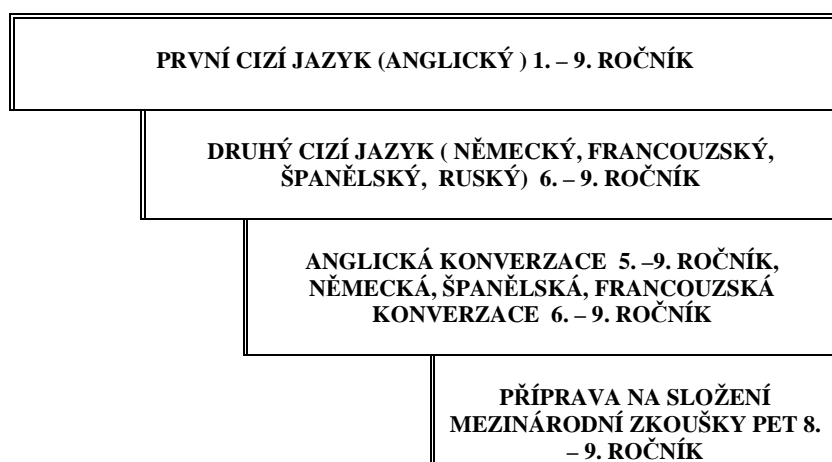 PRVNÍ CIZÍ JAZYK (ANGLICKÝ ) 1. – 9. ROČNÍK
DRUHÝ CIZÍ JAZYK ( NĚMECKÝ, FRANCOUZSKÝ,
ŠPANĚLSKÝ, RUSKÝ) 6. – 9. ROČNÍK
ANGLICKÁ KONVERZACE 5. –9. ROČNÍK,
NĚMECKÁ, ŠPANĚLSKÁ, FRANCOUZSKÁ
KONVERZACE 6. – 9. ROČNÍK
PŘÍPRAVA NA SLOŽENÍ
MEZINÁRODNÍ ZKOUŠKY PET 8.
– 9. ROČNÍK